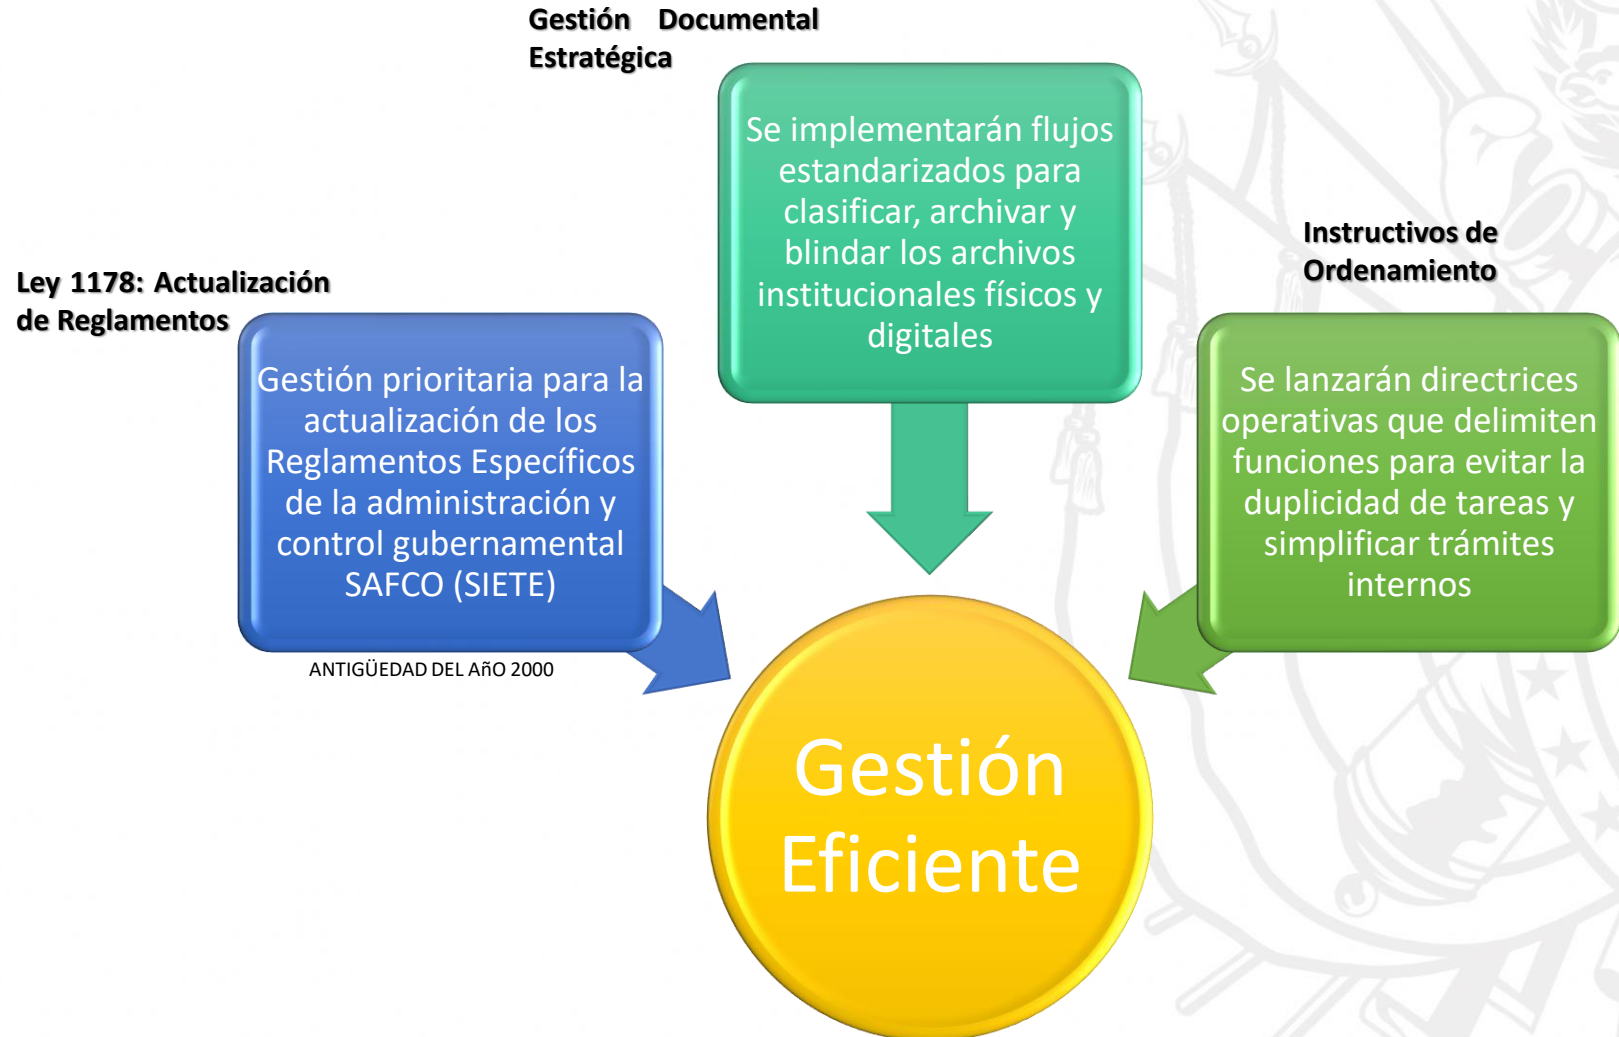 Gestión Documental
Estratégica
Se implementarán flujos
estandarizados para
clasificar, archivar y
blindar los archivos
institucionales físicos y
digitales
Instructivos de
Ordenamiento
Se lanzarán directrices
operativas que delimiten
funciones para evitar la
duplicidad de tareas y
simplificar trámites
internos
Ley 1178: Actualización
de Reglamentos
Gestión prioritaria para la
actualización de los
Reglamentos Específicos
de la administración y
control gubernamental
SAFCO (SIETE)
ANTIGÜEDAD DEL AñO 2000
Gestión
Eficiente